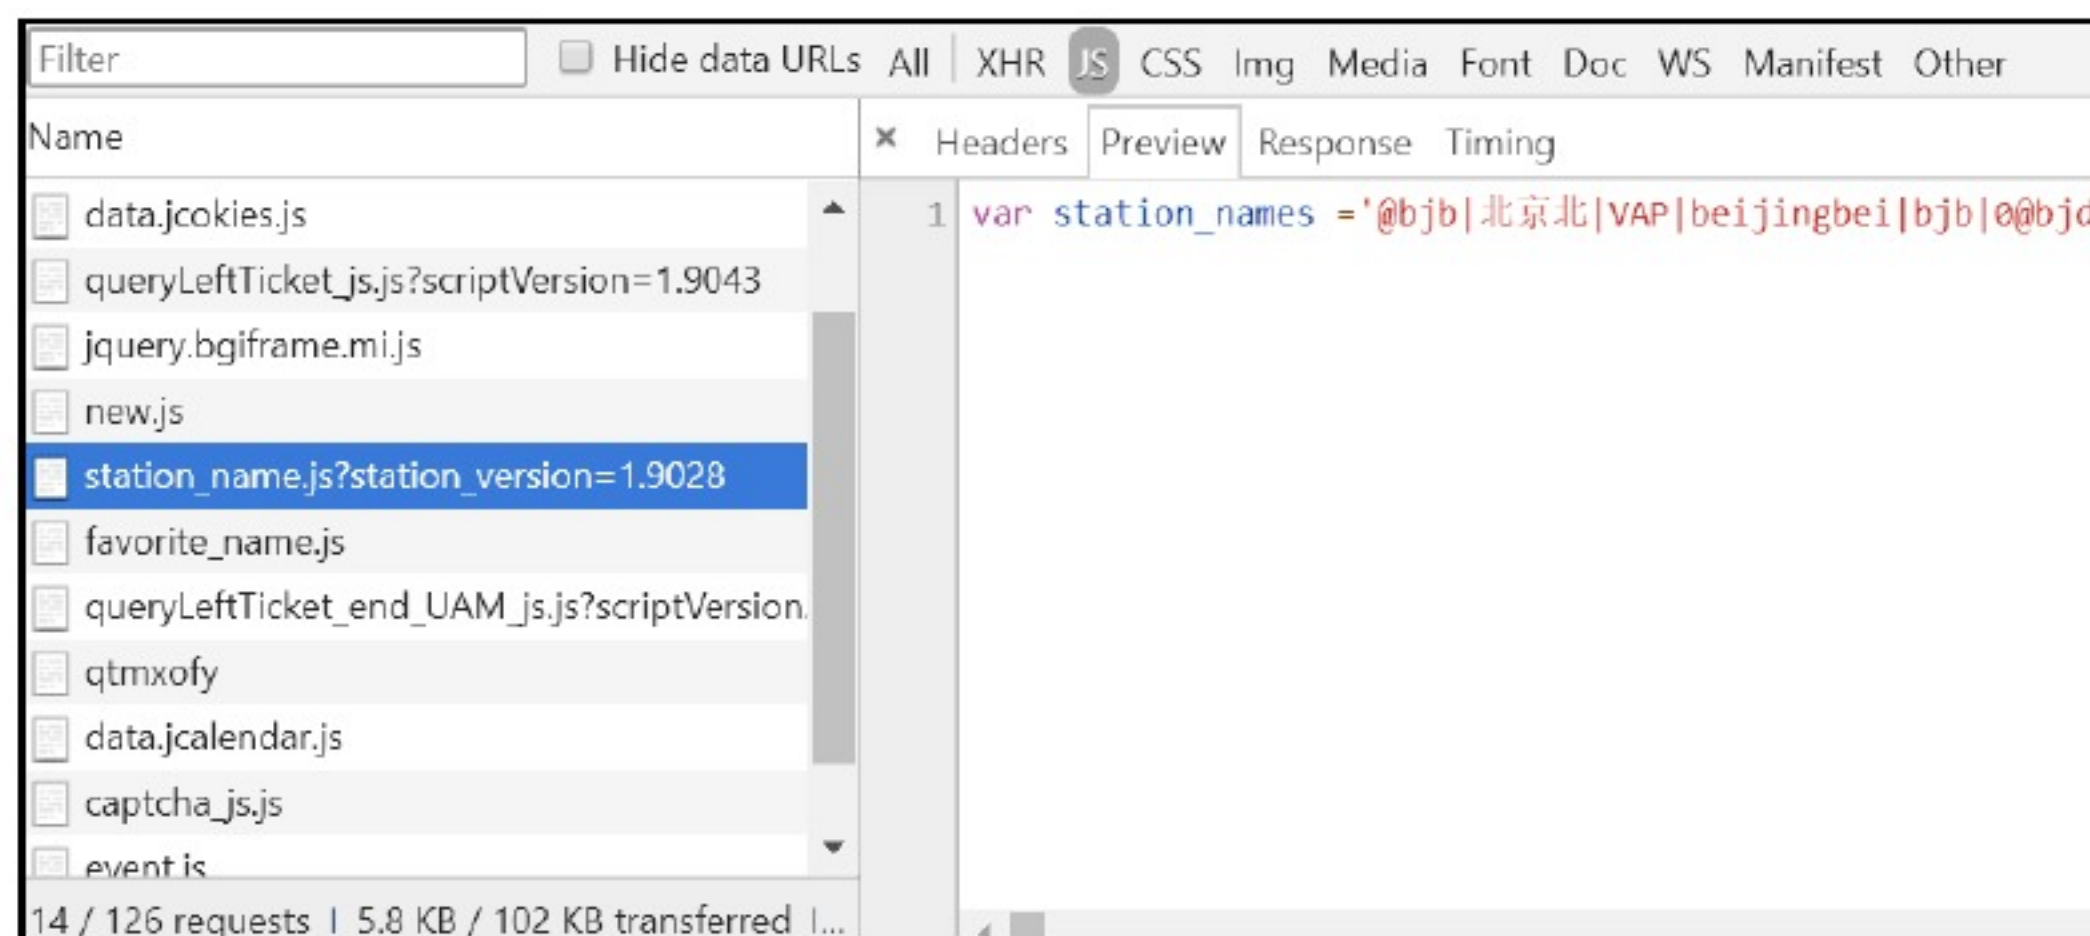 Filter Hide data URLs All XHR JS CSS Img Media Font Doc WS Manifest Other
Name
× Headers Preview Response Timing
data.jcokies.js
1 var station_names ='@bjb|北京北|VAP|beijingbei|bjb|0@bjd
queryLeftTicket_js.js?scriptVersion=1.9043
jquery.bgiframe.mi.js
new.js
station_name.js?station_version=1.9028
favorite_name.js
queryLeftTicket_end_UAM_js.js?scriptVersion.
qtmxofy
data.jcalendar.js
captcha_js.js
event.js
14 / 126 requests | 5.8 KB / 102 KB transferred |...